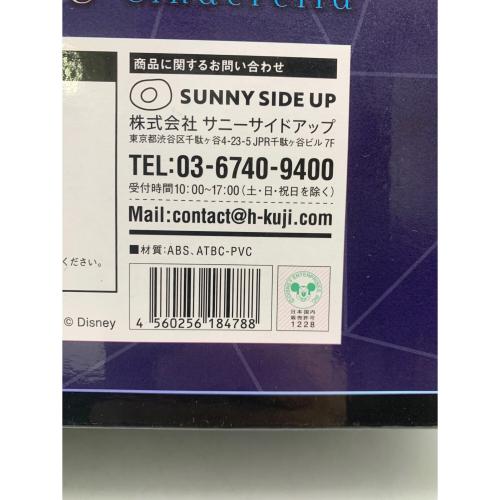 Cinderella
商品に関するお問い合わせ
SUNNY SIDE UP
株式会社 サニーサイドアップ
東京都渋谷区千駄ヶ谷4-23-5 JPR千駄ヶ谷ビル 7F
TEL:03-6740-9400
受付時間10:00~17:00(土・日・祝日を除く)
Mail:contact@h-kuji.com
■材質:ABS、ATBC-PVC
ください。
© Disney
4 560256 184788
日本国内
販売許可
1228